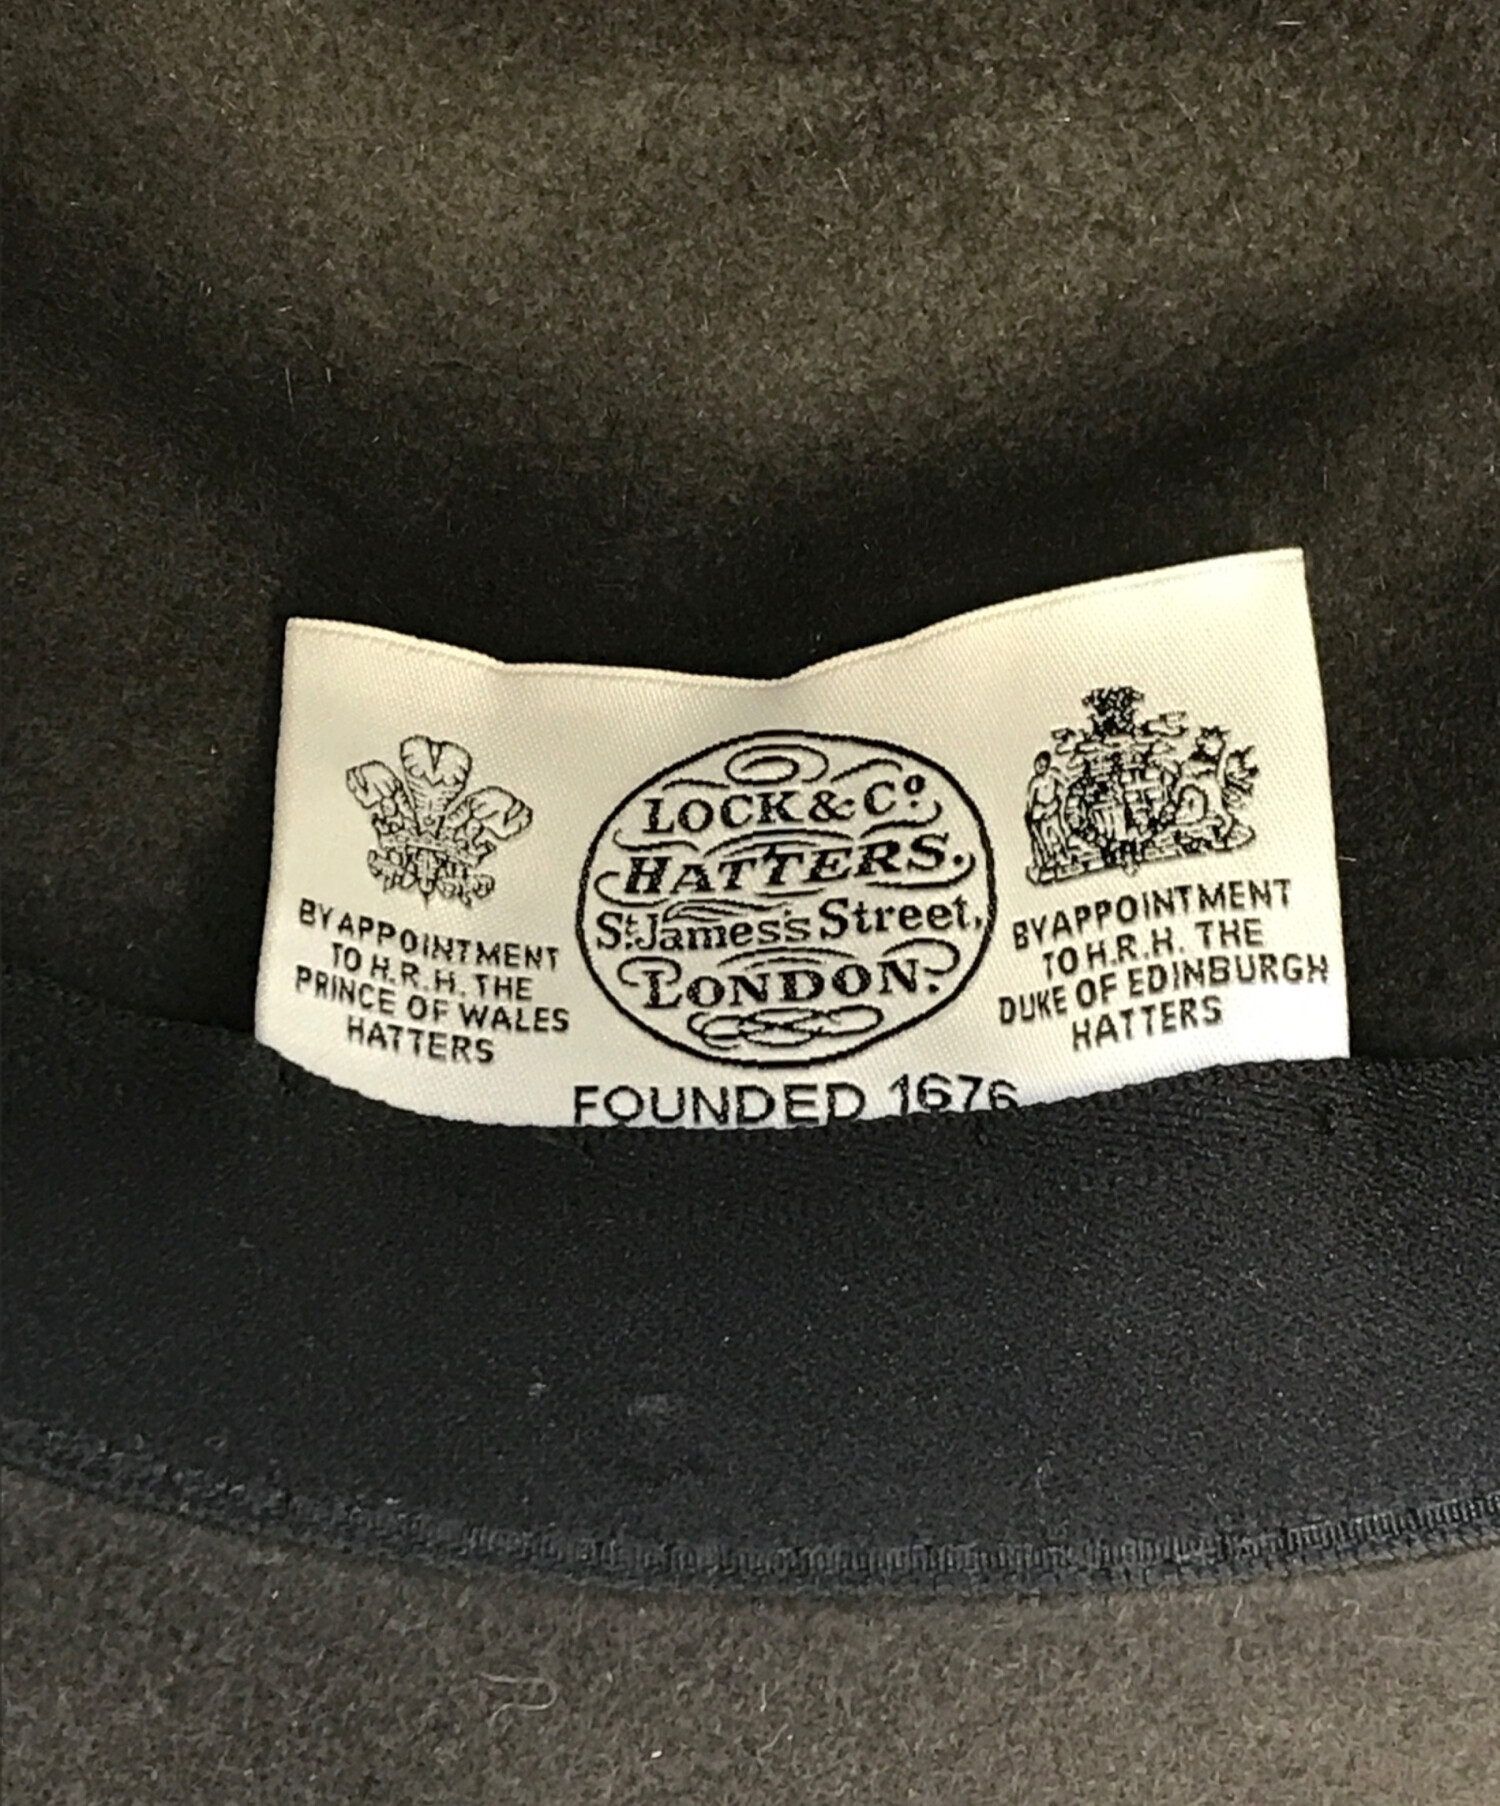 BY APPOINTMENT
TO H.R.H. THE
PRINCE OF WALES
HATTERS
LOCK & Co.
HATTERS.
St. James's Street,
LONDON.
FOUNDED 1676
BY APPOINTMENT
TO H.R.H. THE
DUKE OF EDINBURGH
HATTERS